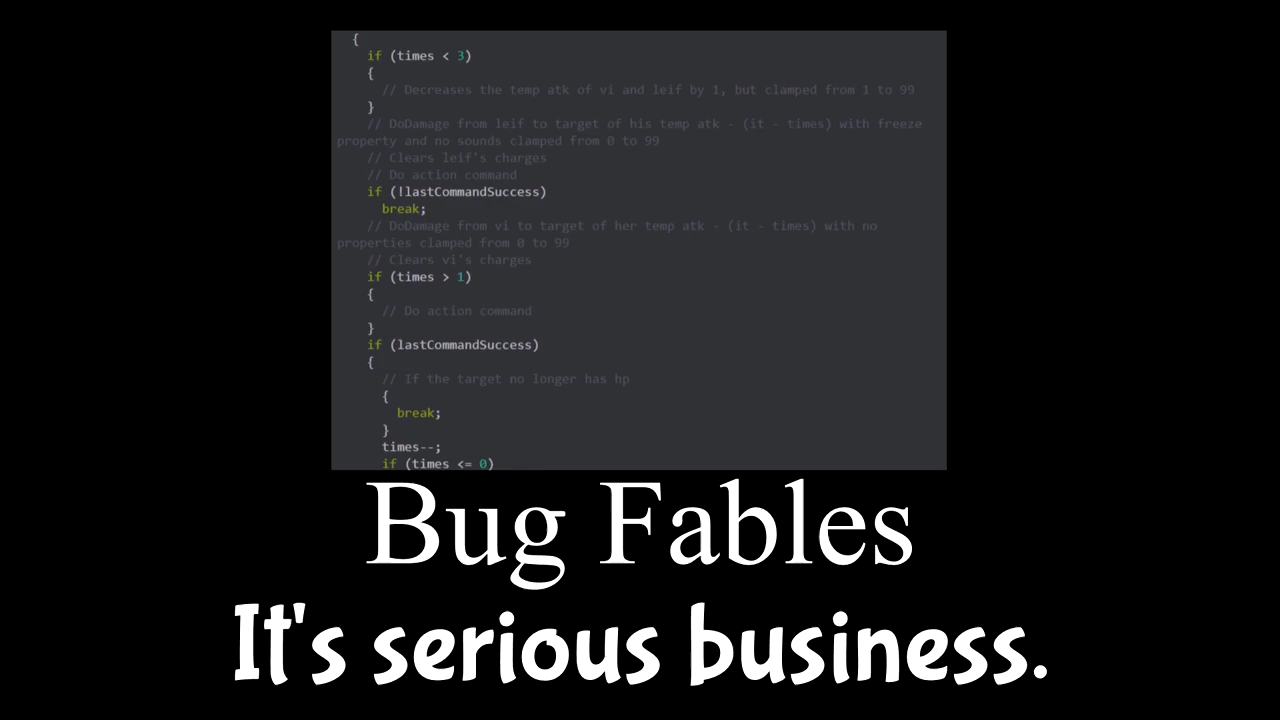 {
if (times < 3)
{
// Decreases the temp atk of vi and leif by 1, but clamped from 1 to 99
}
// DoDamage from leif to target of his temp atk - (it - times) with freeze
property and no sounds clamped from 0 to 99
// Clears leif's charges
// Do action command
if (!lastCommandSuccess)
break;
// DoDamage from vi to target of her temp atk - (it - times) with no
properties clamped from 0 to 99
// Clears vi's charges
if (times > 1)
{
// Do action command
}
if (lastCommandSuccess)
{
// If the target no longer has hp
{
break;
}
times--;
if (times <= 0)
Bug Fables
It's serious business.